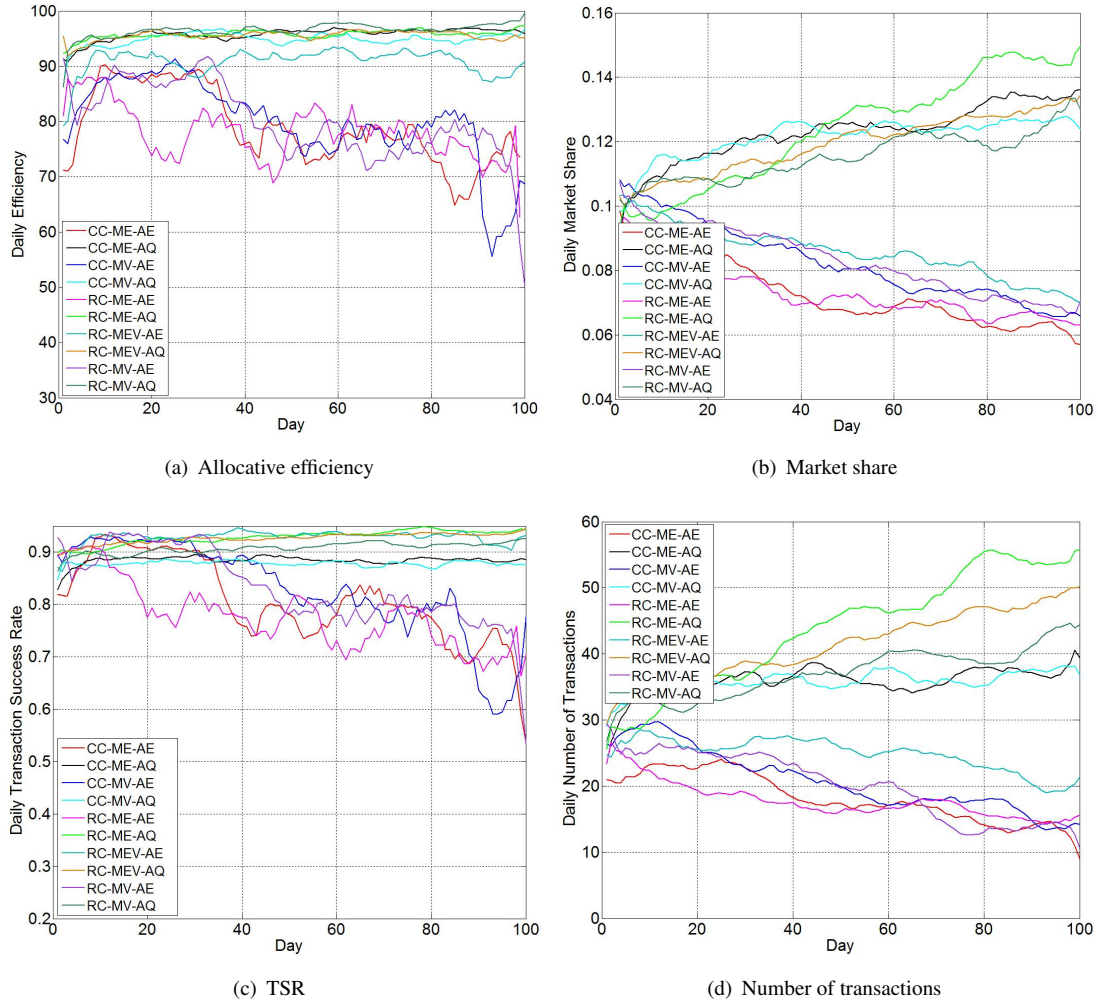 100
90
80
70
60
50
40
30
0
20
40
60
80
100
Daily Efficiency
Day
CC-ME-AE
CC-ME-AQ
CC-MV-AE
CC-MV-AQ
RC-ME-AE
RC-ME-AQ
RC-MEV-AE
RC-MEV-AQ
RC-MV-AE
RC-MV-AQ
(a) Allocative efficiency
0.16
0.14
0.12
0.1
0.08
0.06
0.04
0
20
40
60
80
100
Daily Market Share
Day
CC-ME-AE
CC-ME-AQ
CC-MV-AE
CC-MV-AQ
RC-ME-AE
RC-ME-AQ
RC-MEV-AE
RC-MEV-AQ
RC-MV-AE
RC-MV-AQ
(b) Market share
0.9
0.8
0.7
0.6
0.5
0.4
0.3
0.2
0
20
40
60
80
100
Daily Transaction Success Rate
Day
CC-ME-AE
CC-ME-AQ
CC-MV-AE
CC-MV-AQ
RC-ME-AE
RC-ME-AQ
RC-MEV-AE
RC-MEV-AQ
RC-MV-AE
RC-MV-AQ
(c) TSR
60
50
40
30
20
10
0
0
20
40
60
80
100
Daily Number of Transactions
Day
CC-ME-AE
CC-ME-AQ
CC-MV-AE
CC-MV-AQ
RC-ME-AE
RC-ME-AQ
RC-MEV-AE
RC-MEV-AQ
RC-MV-AE
RC-MV-AQ
(d) Number of transactions